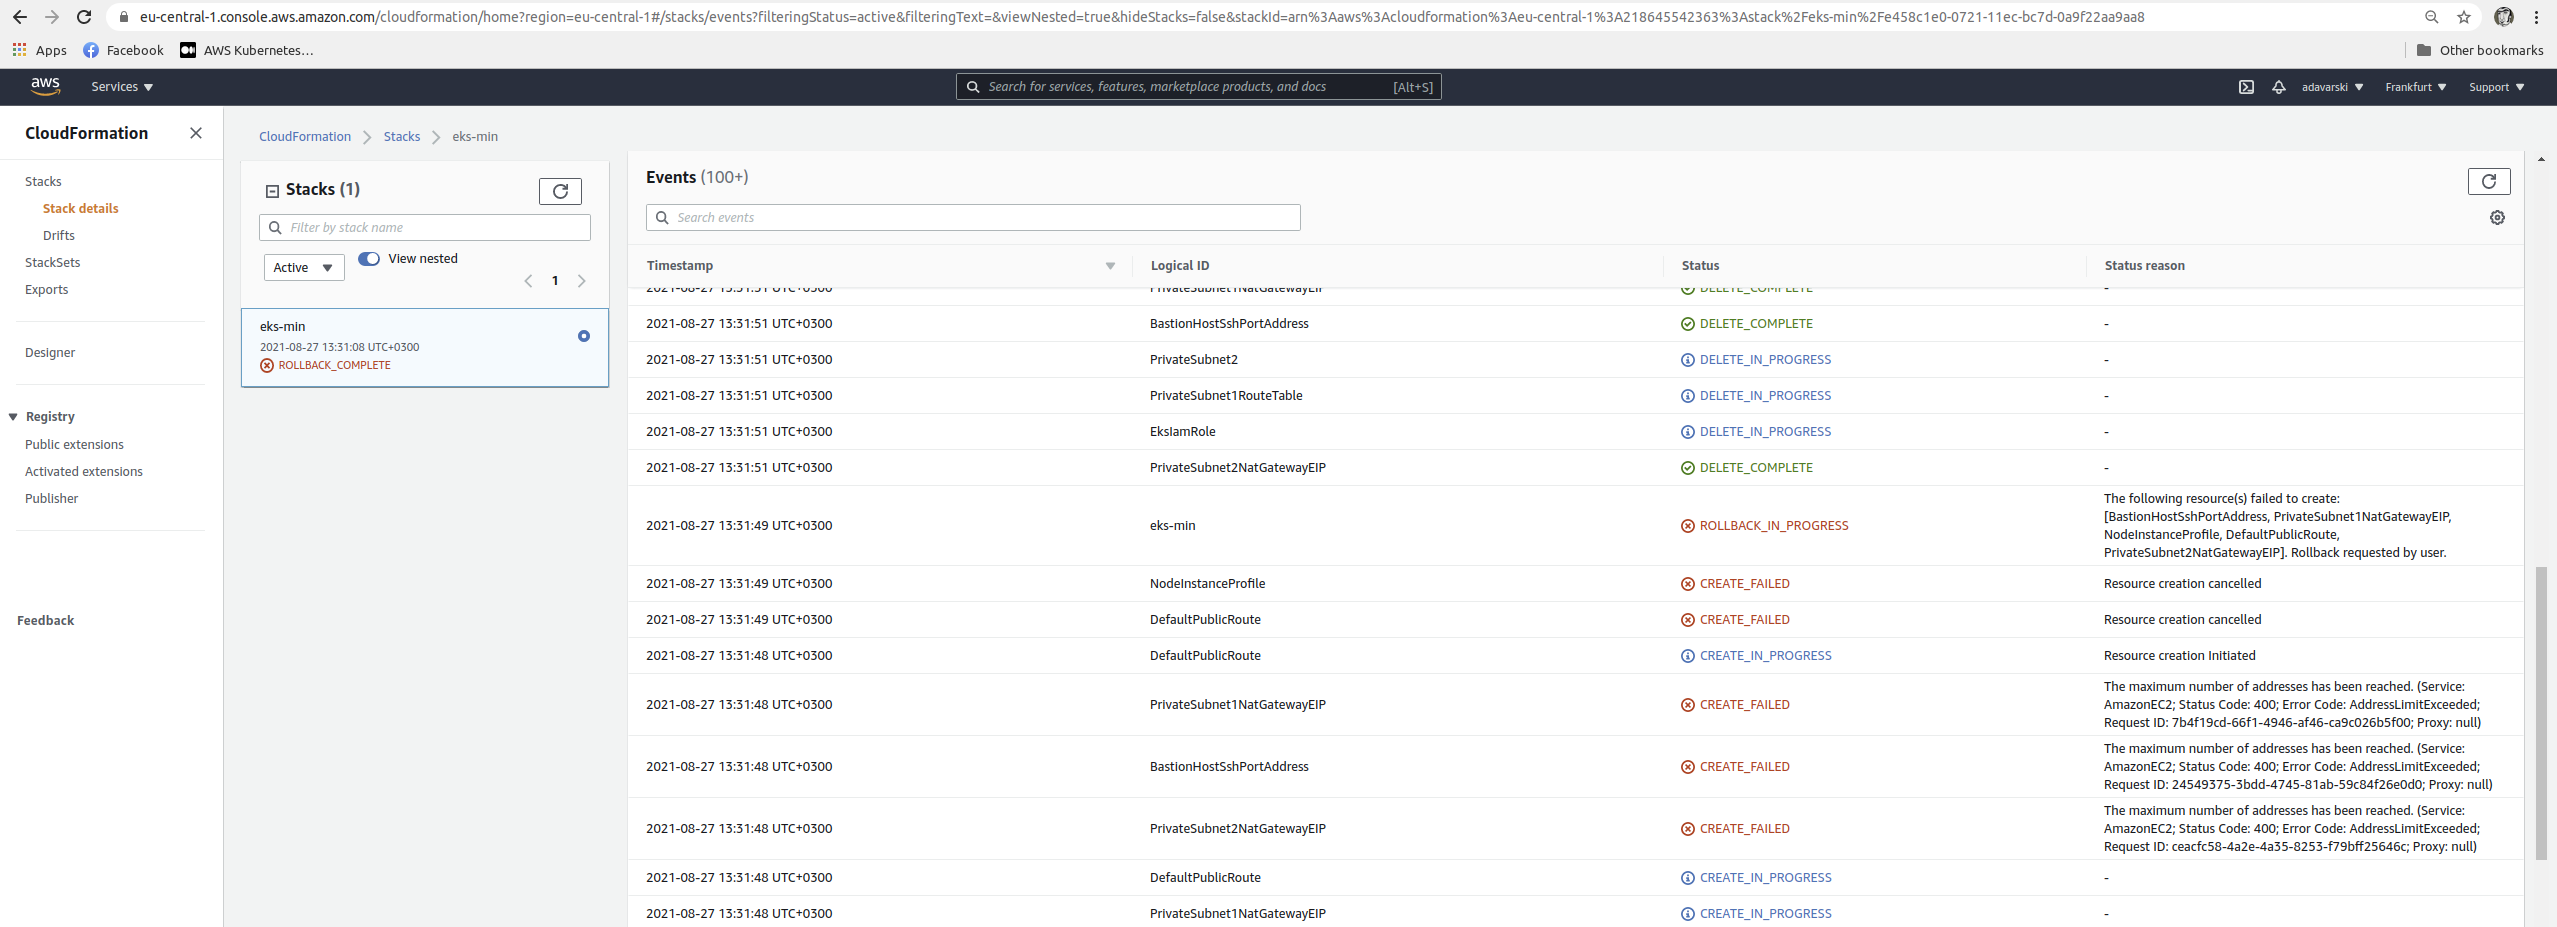 eu-central-1.console.aws.amazon.com/cloudformation/home?region=eu-central-1#/stacks/events?filteringStatus=active&filteringText=&viewNested=true&hideStacks=false&stackId=arn%3Aaws%3Acloudformation%3Aeu-central-1%3A218645542363%3Astack%2Feks-min%2Fe458c1e0-0721-11ec-bc7d-0a9f22aa9aa8
Apps Facebook AWS Kubernetes... Other bookmarks
aws Services Search for services, features, marketplace products, and docs [Alt+S] adavarski Frankfurt Support
CloudFormation
Stacks
Stack details
Drifts
StackSets
Exports
Designer
Registry
Public extensions
Activated extensions
Publisher
Feedback
CloudFormation Stacks eks-min
Stacks (1)
Filter by stack name
Active View nested
1
eks-min
2021-08-27 13:31:08 UTC+0300
ROLLBACK_COMPLETE
Events (100+)
Search events
Timestamp Logical ID Status Status reason
2021-08-27 13:31:51 UTC+0300 PrivateSubnet1NatGatewayEIP DELETE_COMPLETE -
2021-08-27 13:31:51 UTC+0300 BastionHostSshPortAddress DELETE_COMPLETE -
2021-08-27 13:31:51 UTC+0300 PrivateSubnet2 DELETE_IN_PROGRESS -
2021-08-27 13:31:51 UTC+0300 PrivateSubnet1RouteTable DELETE_IN_PROGRESS -
2021-08-27 13:31:51 UTC+0300 EksIamRole DELETE_IN_PROGRESS -
2021-08-27 13:31:51 UTC+0300 PrivateSubnet2NatGatewayEIP DELETE_COMPLETE -
2021-08-27 13:31:49 UTC+0300 eks-min ROLLBACK_IN_PROGRESS The following resource(s) failed to create:
[BastionHostSshPortAddress, PrivateSubnet1NatGatewayEIP,
NodeInstanceProfile, DefaultPublicRoute,
PrivateSubnet2NatGatewayEIP]. Rollback requested by user.
2021-08-27 13:31:49 UTC+0300 NodeInstanceProfile CREATE_FAILED Resource creation cancelled
2021-08-27 13:31:49 UTC+0300 DefaultPublicRoute CREATE_FAILED Resource creation cancelled
2021-08-27 13:31:48 UTC+0300 DefaultPublicRoute CREATE_IN_PROGRESS Resource creation Initiated
2021-08-27 13:31:48 UTC+0300 PrivateSubnet1NatGatewayEIP CREATE_FAILED The maximum number of addresses has been reached. (Service:
AmazonEC2; Status Code: 400; Error Code: AddressLimitExceeded;
Request ID: 7b4f19cd-66f1-4946-af46-ca9c026b5f00; Proxy: null)
2021-08-27 13:31:48 UTC+0300 BastionHostSshPortAddress CREATE_FAILED The maximum number of addresses has been reached. (Service:
AmazonEC2; Status Code: 400; Error Code: AddressLimitExceeded;
Request ID: 24549375-3bdd-4745-81ab-59c84f26e0d0; Proxy: null)
2021-08-27 13:31:48 UTC+0300 PrivateSubnet2NatGatewayEIP CREATE_FAILED The maximum number of addresses has been reached. (Service:
AmazonEC2; Status Code: 400; Error Code: AddressLimitExceeded;
Request ID: ceacfc58-4a2e-4a35-8253-f79bff25646c; Proxy: null)
2021-08-27 13:31:48 UTC+0300 DefaultPublicRoute CREATE_IN_PROGRESS -
2021-08-27 13:31:48 UTC+0300 PrivateSubnet1NatGatewayEIP CREATE_IN_PROGRESS -